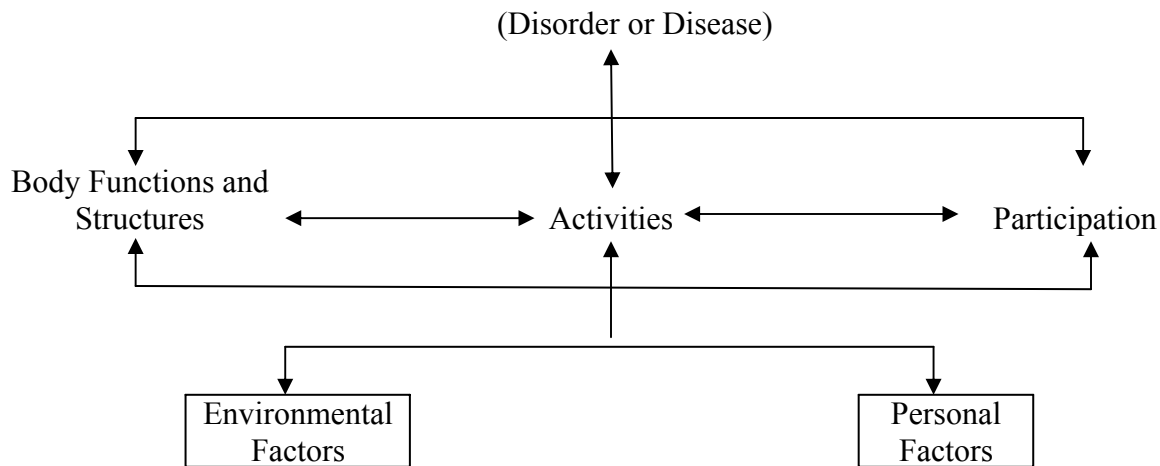 (Disorder or Disease)
Body Functions and
Structures
Activities
Participation
Environmental
Factors
Personal
Factors